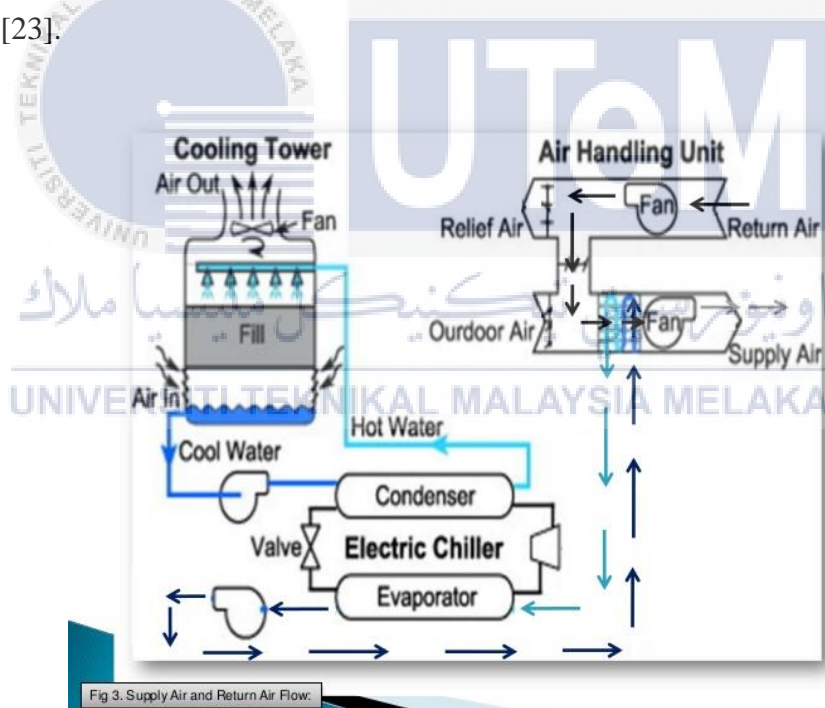 [23].
TEKNIKAL
MELAKA
UTeM
Cooling Tower
Air Handling Unit
Air Out
Fan
Fan
Relief Air
Return Air
Fill
Ourdoor Air
Fan
Supply Air
Air In
UNIVERSITI TEKNIKAL MALAYSIA MELAKA
Hot Water
Cool Water
Condenser
Valve
Electric Chiller
Evaporator
Fig 3. Supply Air and Return Air Flow: